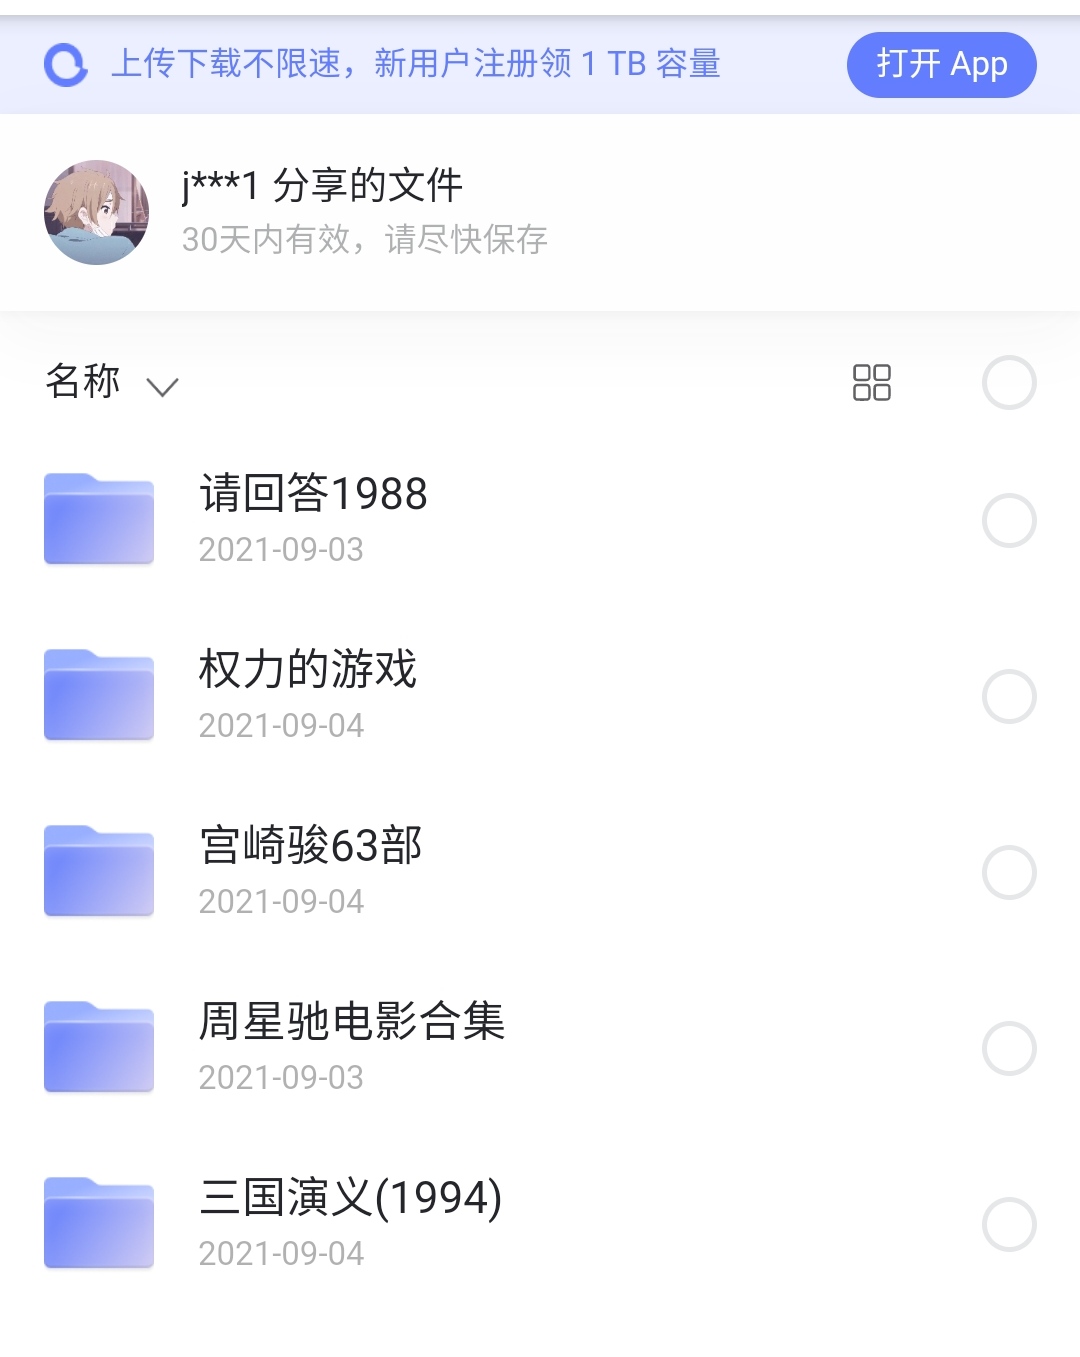 上传下载不限速，新用户注册领 1 TB 容量
打开 App
j***1 分享的文件
30天内有效，请尽快保存
名称
请回答1988
2021-09-03
权力的游戏
2021-09-04
宫崎骏63部
2021-09-04
周星驰电影合集
2021-09-03
三国演义(1994)
2021-09-04